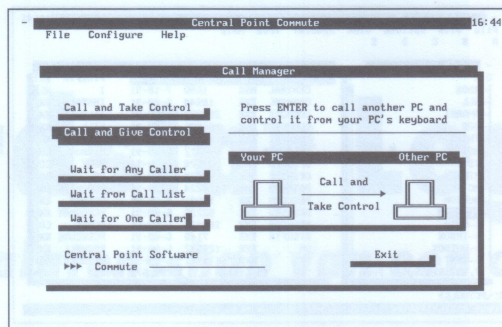 Central Point Commute 16:44
File Configure Help
Call Manager
Call and Take Control
Call and Give Control
Wait for Any Caller
Wait from Call List
Wait for One Caller
Press ENTER to call another PC and
control it from your PC's keyboard
Your PC Other PC
Call and
Take Control
Central Point Software
►►► Commute
Exit